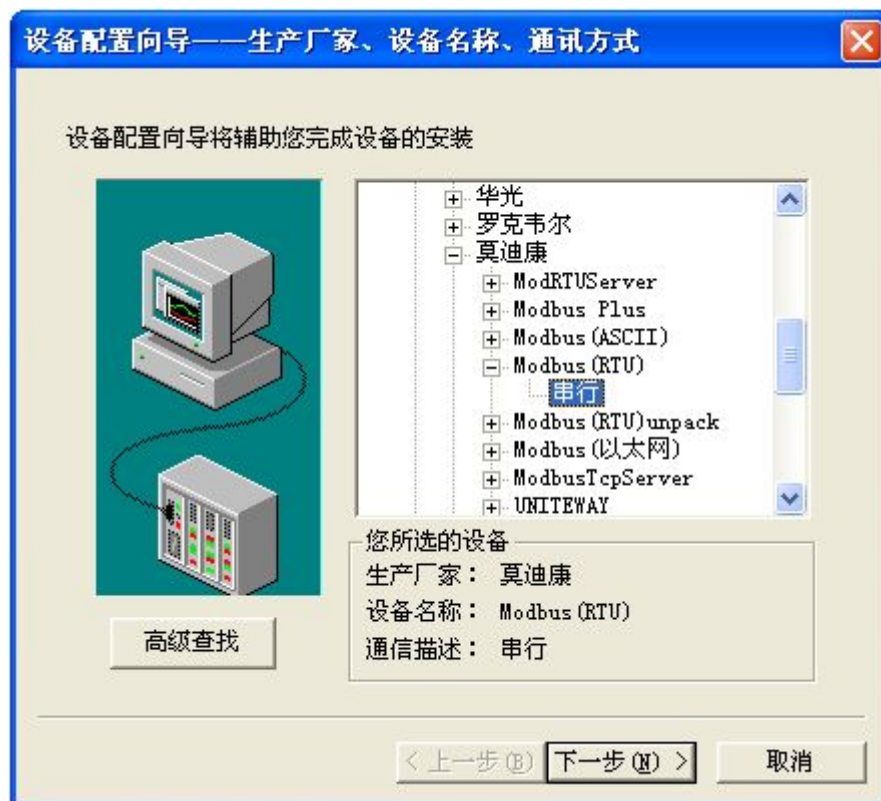 设备配置向导——生产厂家、设备名称、通讯方式
设备配置向导将辅助您完成设备的安装
华光
罗克韦尔
莫迪康
ModRTUServer
Modbus Plus
Modbus(ASCII)
Modbus(RTU)
串行
Modbus(RTU)unpack
Modbus(以太网)
ModbusTcpServer
UNITEWAY
您所选的设备
生产厂家： 莫迪康
设备名称： Modbus(RTU)
通信描述： 串行
高级查找
< 上一步(B)
下一步(N) >
取消